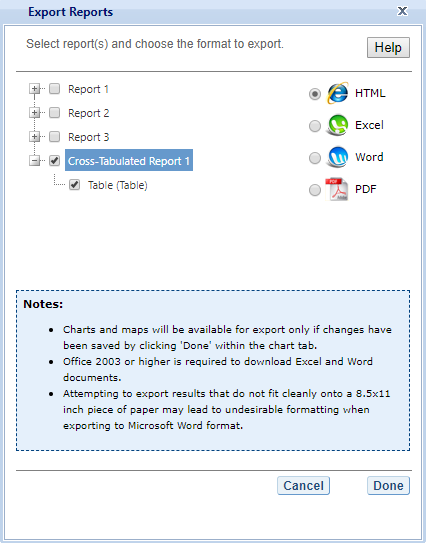 Export Reports
Select report(s) and choose the format to export.
Help
Report 1
Report 2
Report 3
Cross-Tabulated Report 1
Table (Table)
HTML
Excel
Word
PDF
Notes:
• Charts and maps will be available for export only if changes have
been saved by clicking 'Done' within the chart tab.
• Office 2003 or higher is required to download Excel and Word
documents.
• Attempting to export results that do not fit cleanly onto a 8.5x11
inch piece of paper may lead to undesirable formatting when
exporting to Microsoft Word format.
Cancel
Done